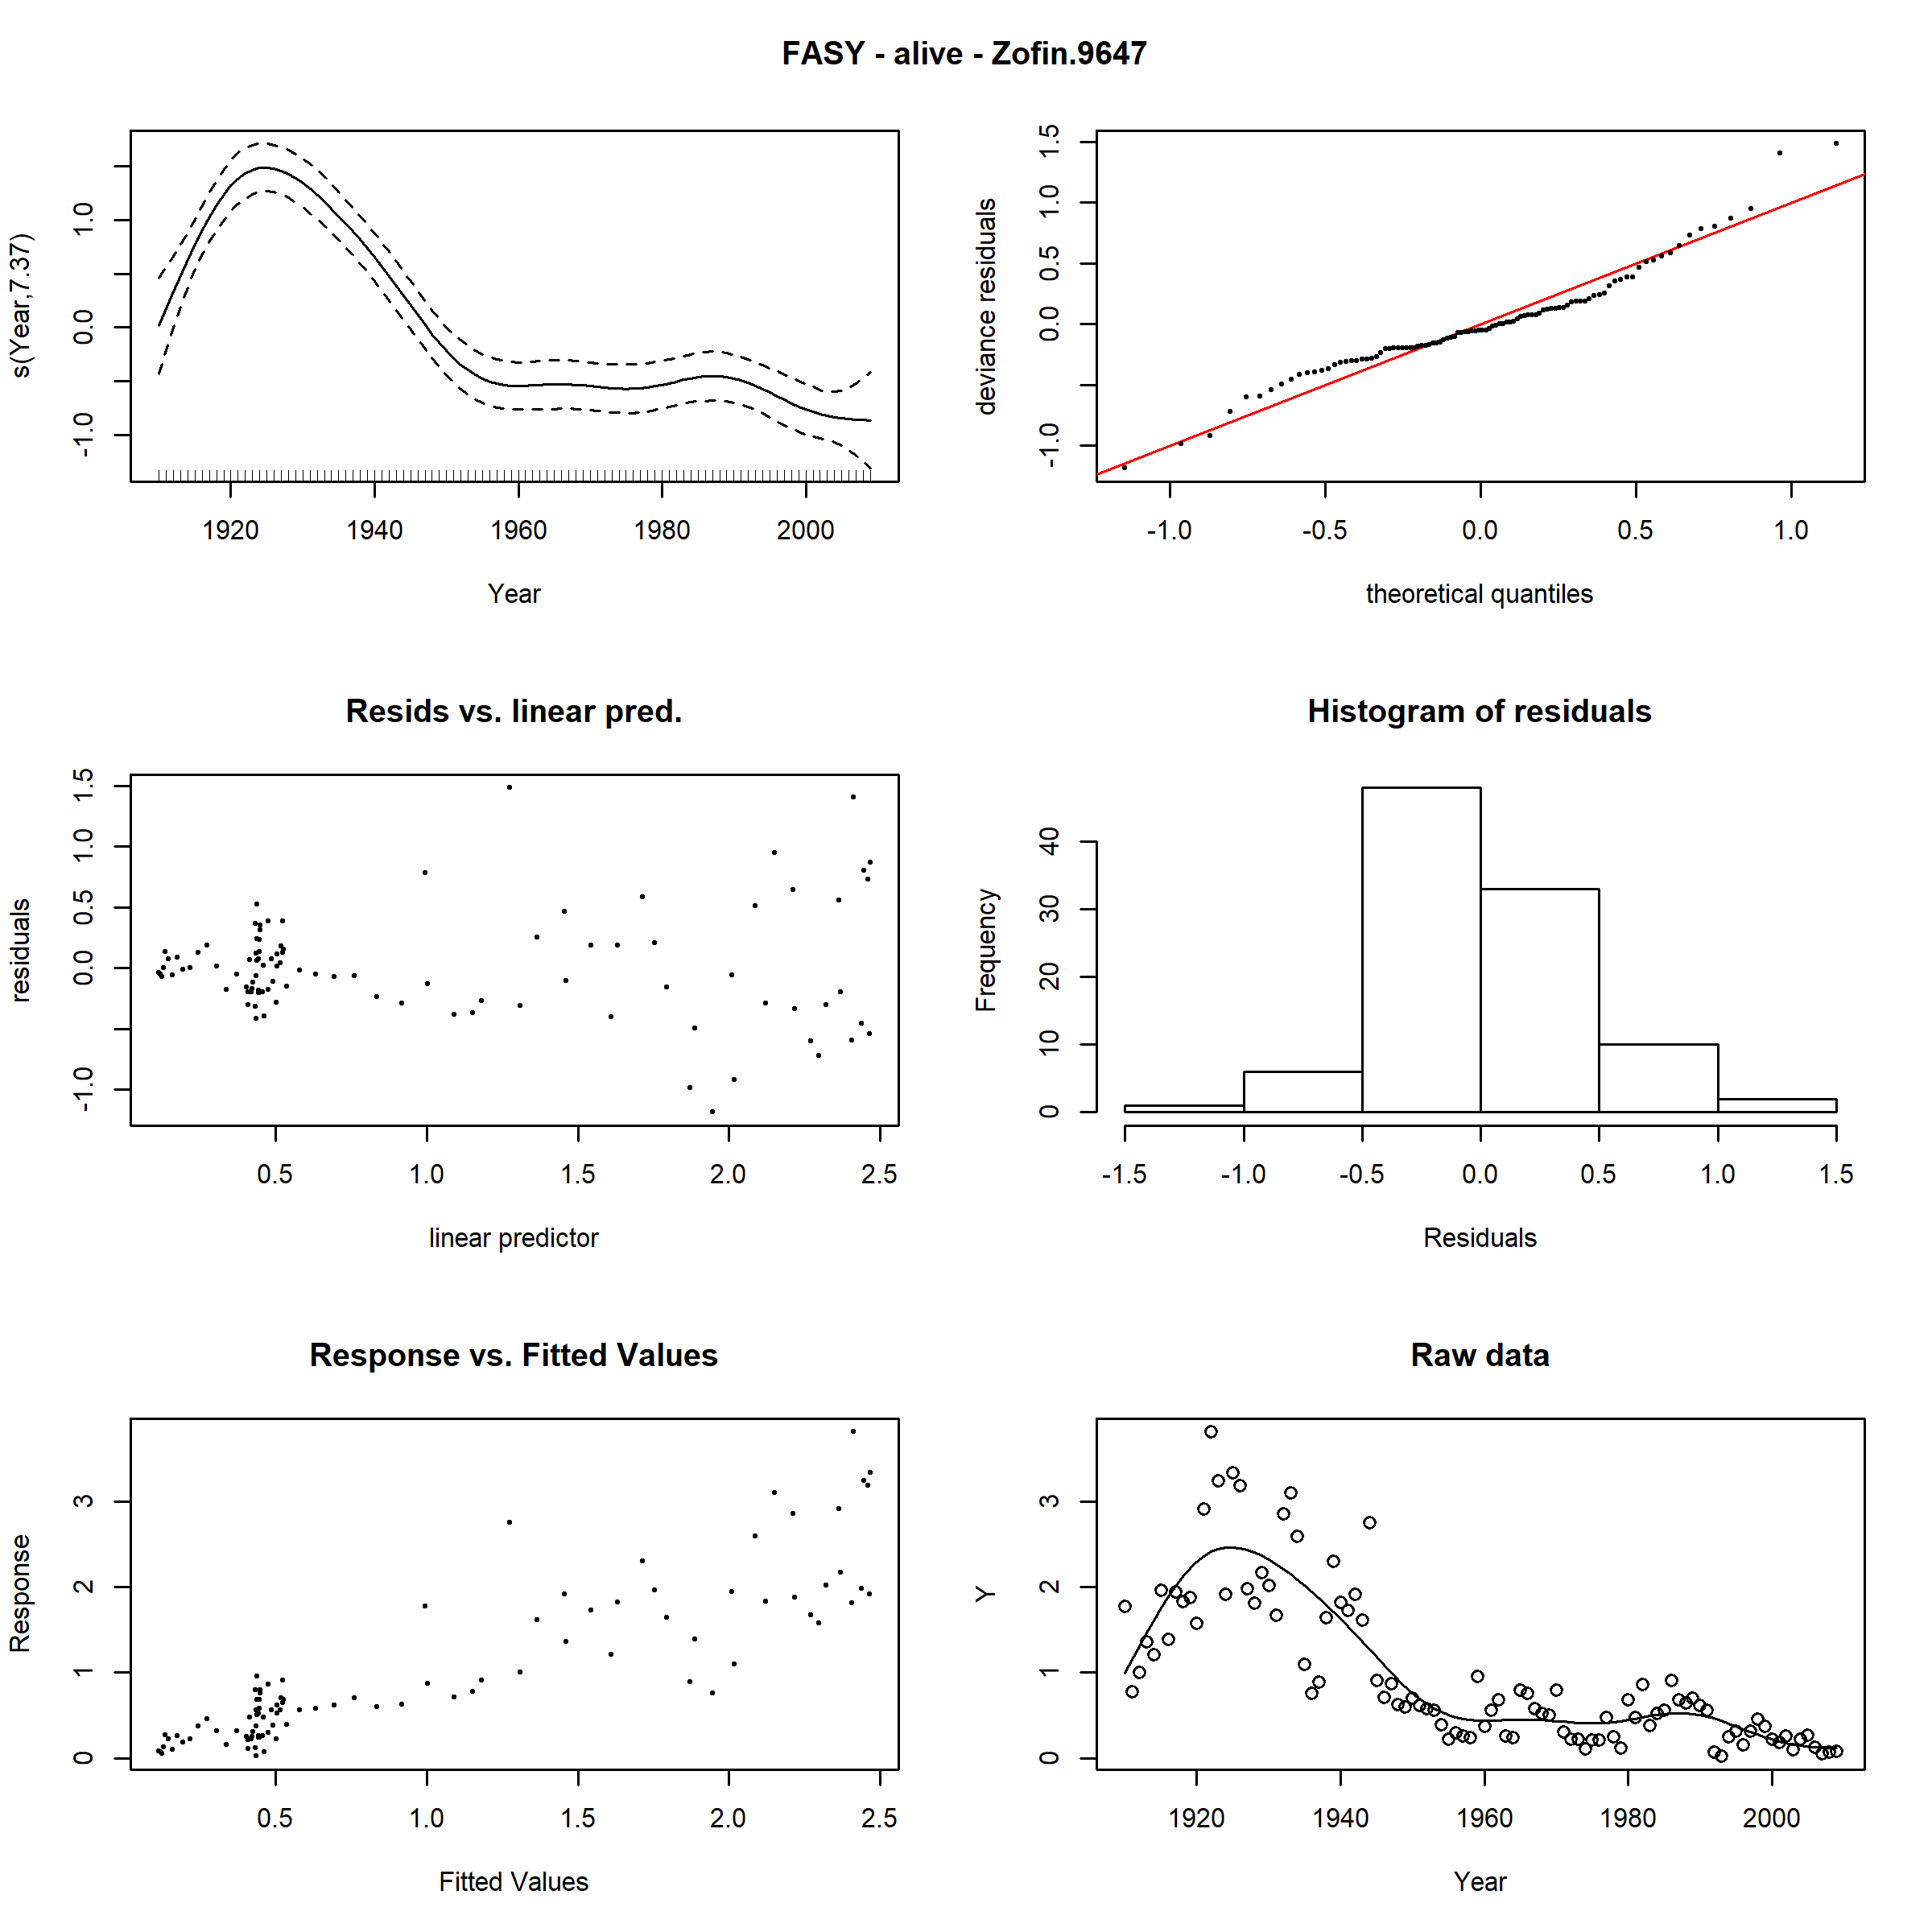 FASY - alive - Zofin.9647
s(Year,7.37)
-1.0 0.0 1.0
1920 1940 1960 1980 2000
Year
deviance residuals
-1.0 0.0 0.5 1.0 1.5
-1.0 -0.5 0.0 0.5 1.0
theoretical quantiles
Resids vs. linear pred.
residuals
-1.0 0.0 0.5 1.0 1.5
0.5 1.0 1.5 2.0 2.5
linear predictor
Histogram of residuals
Frequency
0 10 20 30 40
-1.5 -1.0 -0.5 0.0 0.5 1.0 1.5
Residuals
Response vs. Fitted Values
Response
0 1 2 3
0.5 1.0 1.5 2.0 2.5
Fitted Values
Raw data
Y
0 1 2 3
1920 1940 1960 1980 2000
Year